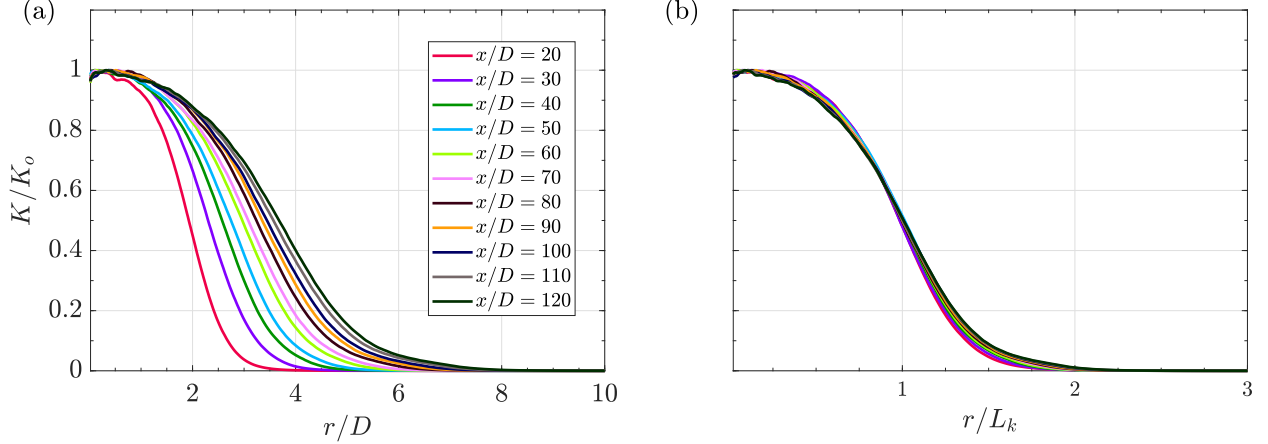 (a)
K/K_o
1
0.8
0.6
0.4
0.2
0
2
4
6
8
10
r/D
x/D = 20
x/D = 30
x/D = 40
x/D = 50
x/D = 60
x/D = 70
x/D = 80
x/D = 90
x/D = 100
x/D = 110
x/D = 120
(b)
1
2
3
r/L_k